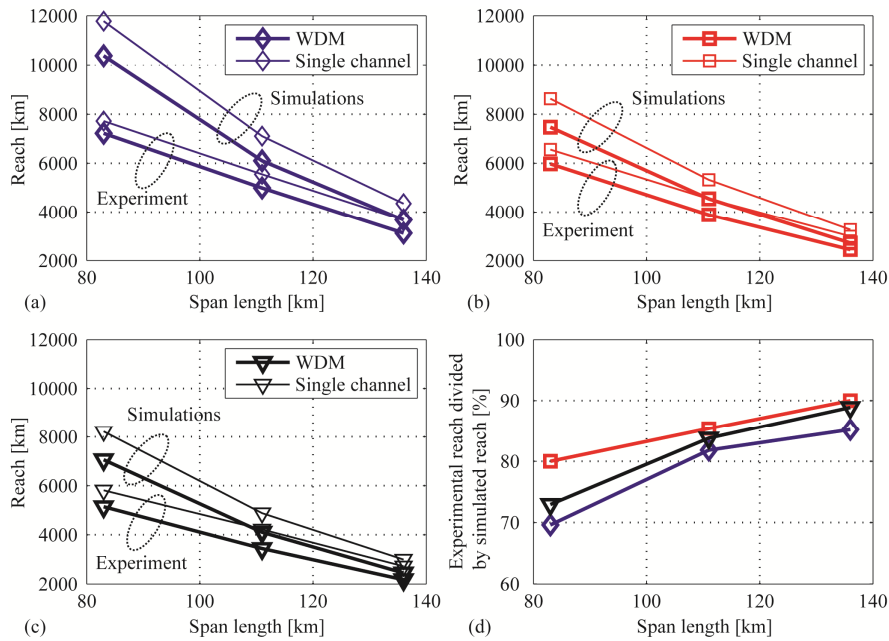 12000
10000
8000
6000
4000
2000
Reach [km]
WDM
Single channel
Simulations
Experiment
80
100
120
140
(a)
Span length [km]
12000
10000
8000
6000
4000
2000
Reach [km]
WDM
Single channel
Simulations
Experiment
80
100
120
140
(b)
Span length [km]
12000
10000
8000
6000
4000
2000
Reach [km]
WDM
Single channel
Simulations
Experiment
80
100
120
140
(c)
Span length [km]
100
90
80
70
60
Experimental reach divided
by simulated reach [%]
80
100
120
140
(d)
Span length [km]